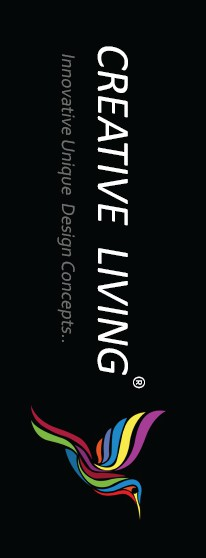 CREATIVE LIVING®
Innovative Unique Design Concepts..